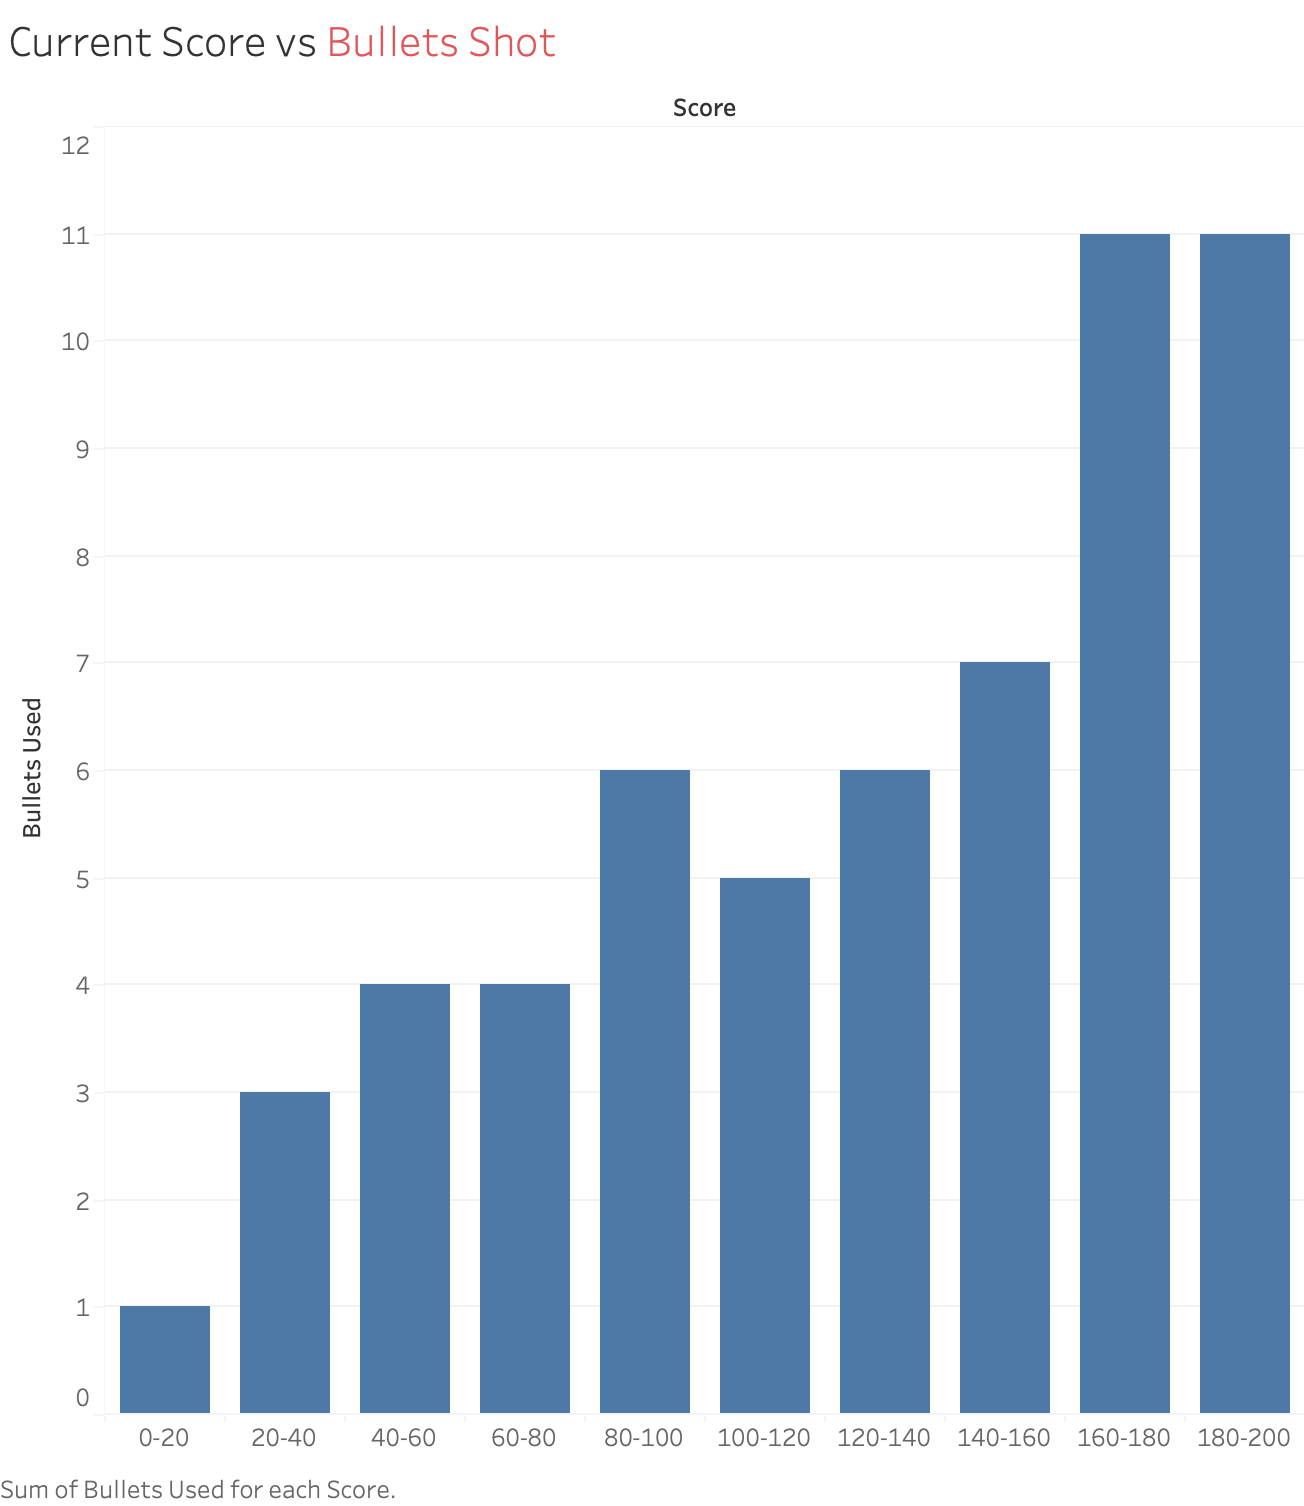 Current Score vs Bullets Shot
Score
12
11
10
9
8
7
6
5
4
3
2
1
0
Bullets Used
0-20 20-40 40-60 60-80 80-100 100-120 120-140 140-160 160-180 180-200
Sum of Bullets Used for each Score.